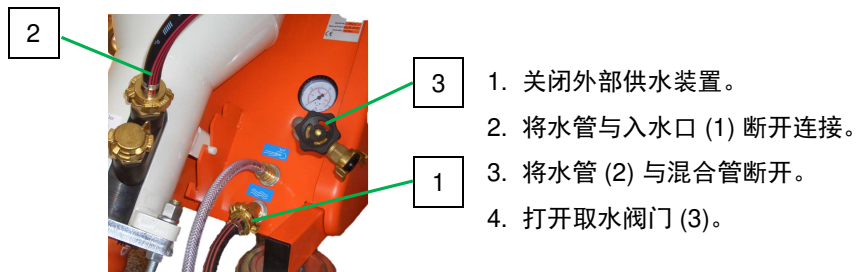 2
3
1
1. 关闭外部供水装置。
2. 将水管与入水口 (1) 断开连接。
3. 将水管 (2) 与混合管断开。
4. 打开取水阀门 (3)。